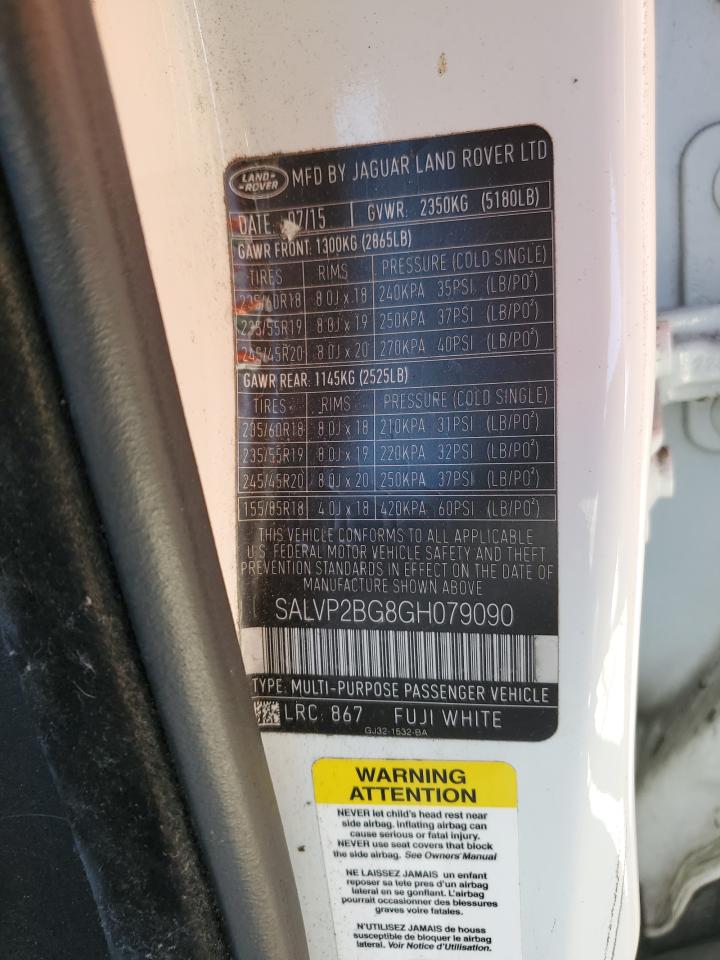 LAND-
-ROVER
MFD BY JAGUAR LAND ROVER LTD
DATE: 07/15 GVWR: 2350KG (5180LB)
GAWR FRONT: 1300KG (2865LB)
TIRES RIMS PRESSURE (COLD SINGLE)
235/60R18 8.0J x 18 240KPA 35PSI (LB/PO²)
235/55R19 8.0J x 19 250KPA 37PSI (LB/PO²)
245/45R20 8.0J x 20 270KPA 40PSI (LB/PO²)
GAWR REAR: 1145KG (2525LB)
TIRES RIMS PRESSURE (COLD SINGLE)
235/60R18 8.0J x 18 210KPA 31PSI (LB/PO²)
235/55R19 8.0J x 19 220KPA 32PSI (LB/PO²)
245/45R20 8.0J x 20 250KPA 37PSI (LB/PO²)
155/85R18 4.0J x 18 420KPA 60PSI (LB/PO²)
THIS VEHICLE CONFORMS TO ALL APPLICABLE
U.S. FEDERAL MOTOR VEHICLE SAFETY AND THEFT
PREVENTION STANDARDS IN EFFECT ON THE DATE
OF MANUFACTURE SHOWN ABOVE
SALVP2BG8GH079090
TYPE: MULTI-PURPOSE PASSENGER VEHICLE
LRC: 867 FUJI WHITE
GJ32-1532-BA
WARNING
ATTENTION
NEVER let child's head rest near
side airbag. inflating airbag can
cause serious or fatal injury.
NEVER use seat covers that block
the side airbag. See Owners' Manual
NE LAISSEZ JAMAIS un enfant
reposer sa tete pres d'un airbag
lateral en se gonflant. L'airbag
pourrait occasionner des blessures
graves voire fatales.
N'UTILISEZ JAMAIS de houss
susceptible de bloquer le airbag
lateral. Voir Notice D'utilisation